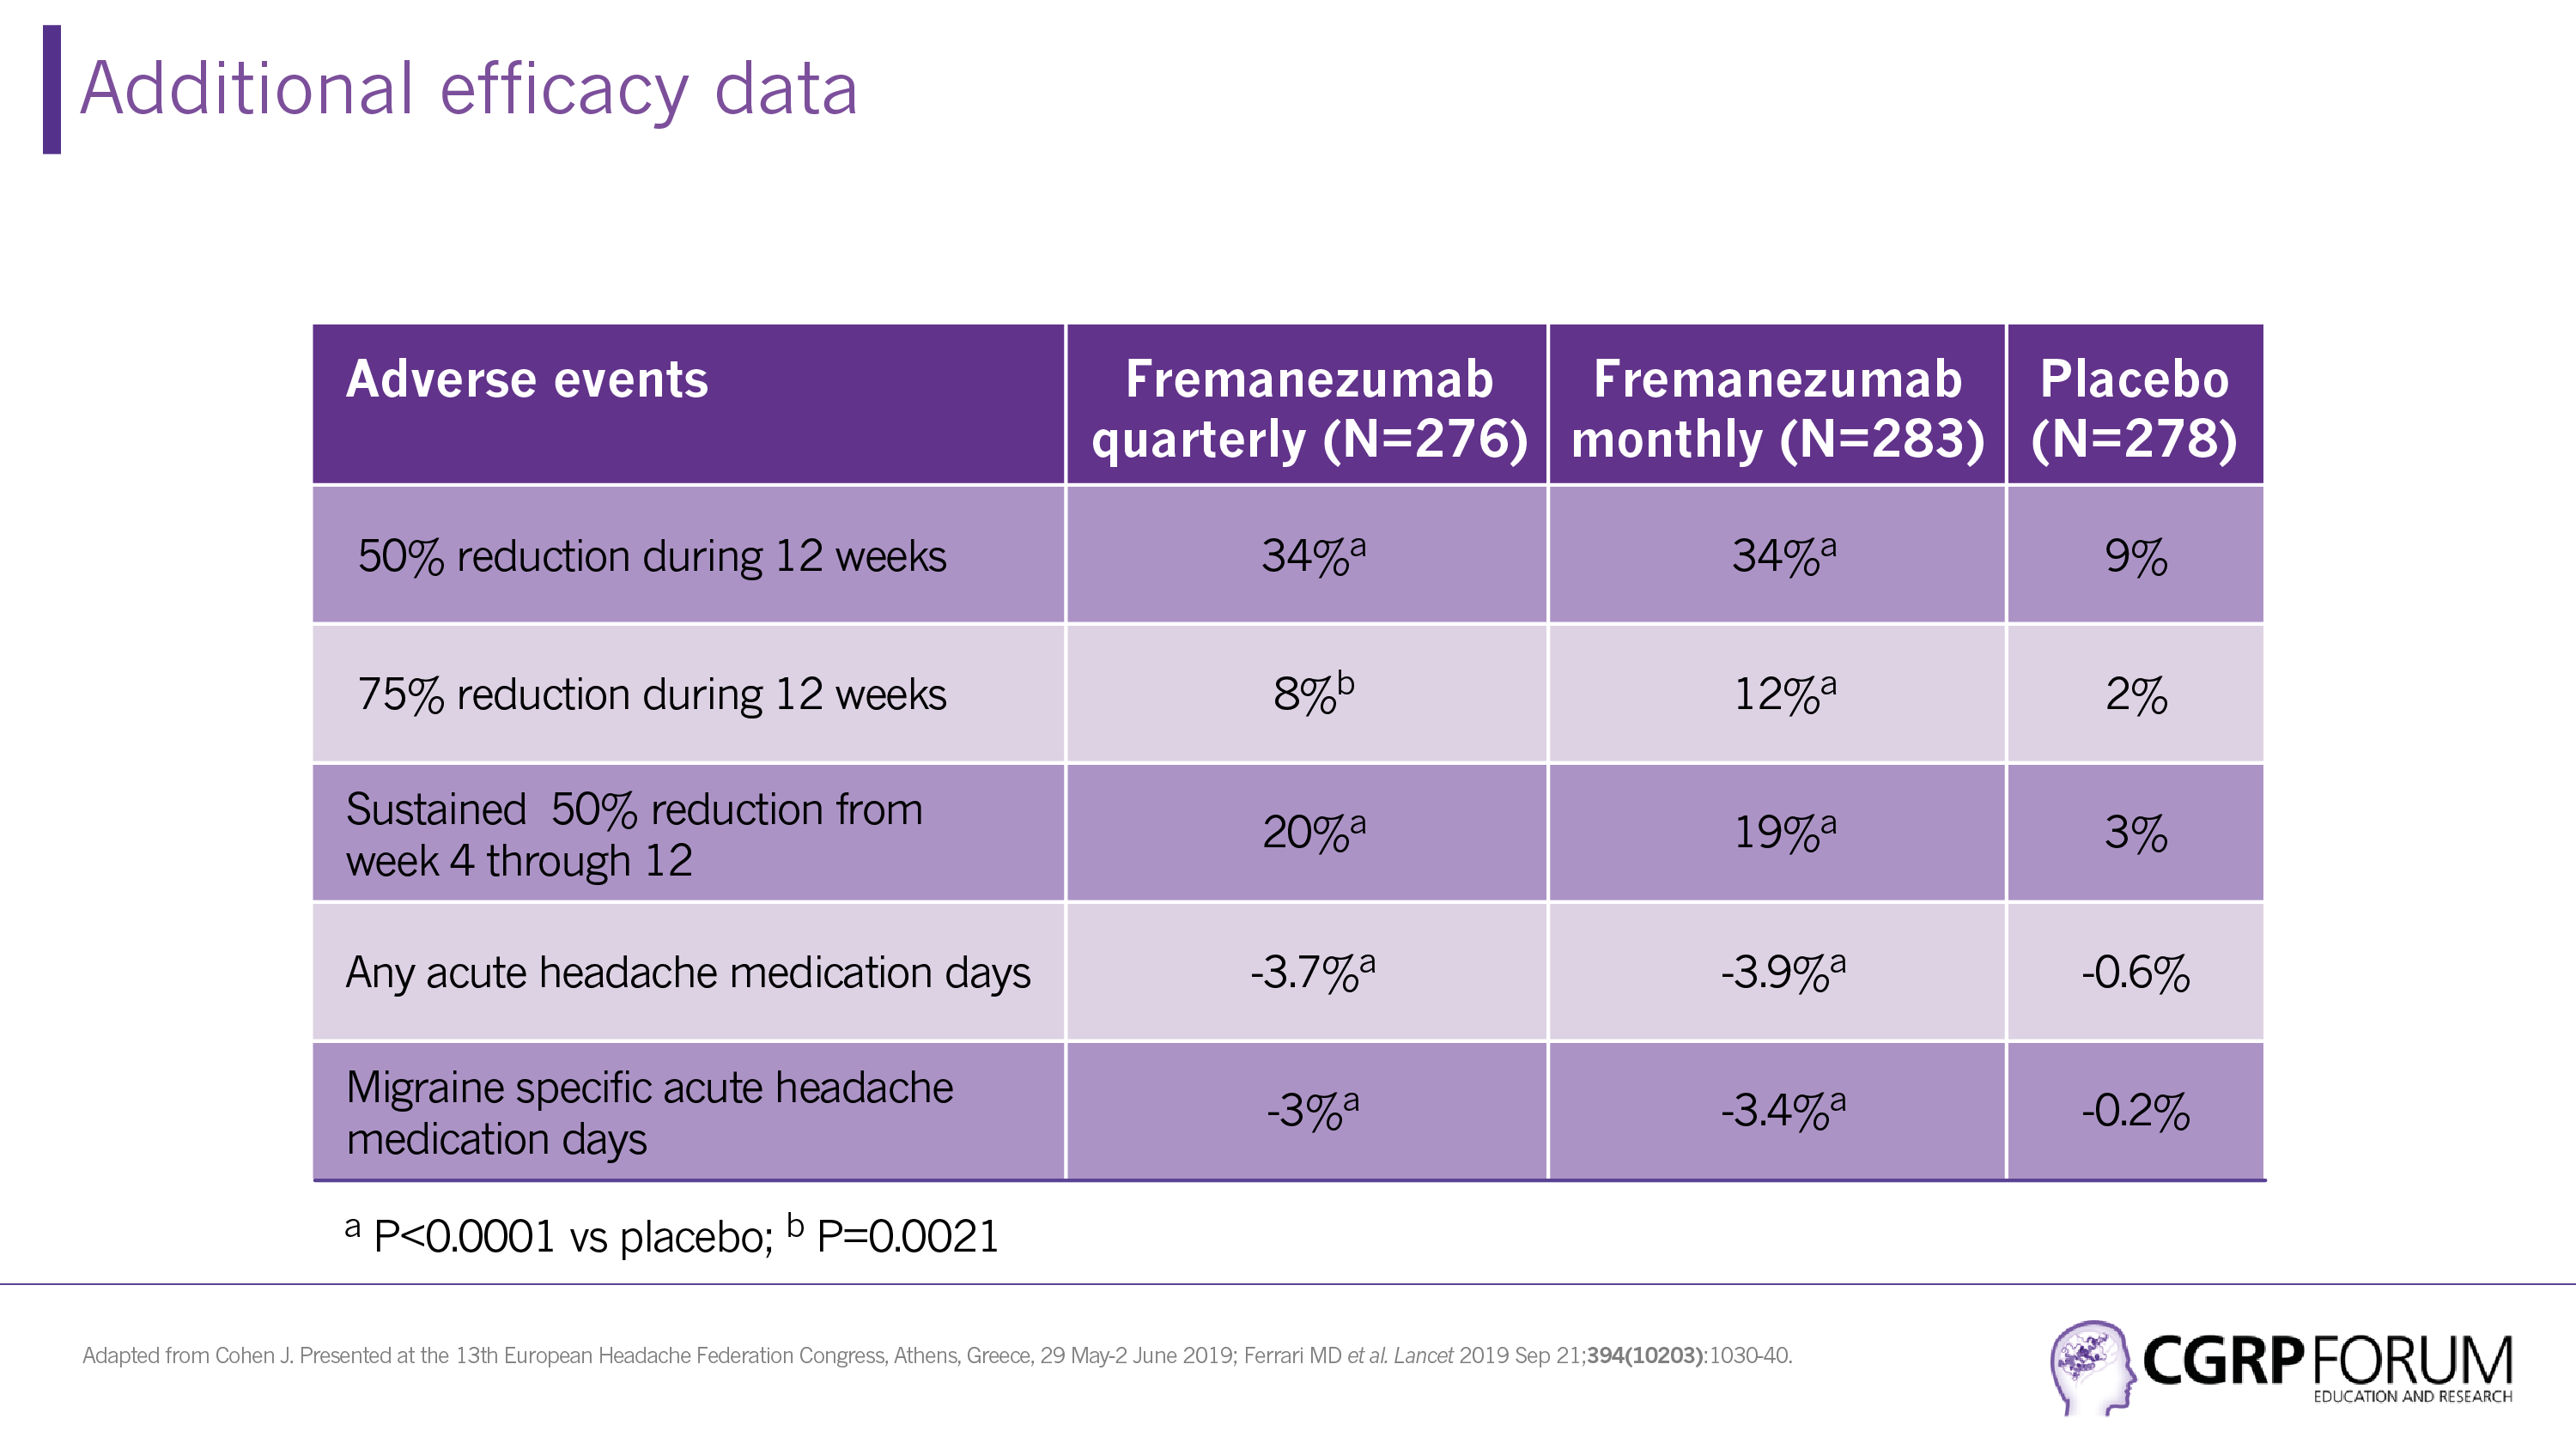 Additional efficacy data
Adverse events
Fremanezumab
quarterly (N=276)
Fremanezumab
monthly (N=283)
Placebo
(N=278)
50% reduction during 12 weeks
34%a
34%a
9%
75% reduction during 12 weeks
8%b
12%a
2%
Sustained  50% reduction from
week 4 through 12
20%a
19%a
3%
Any acute headache medication days
-3.7%a
-3.9%a
-0.6%
Migraine specific acute headache
medication days
-3%a
-3.4%a
-0.2%
a P<0.0001 vs placebo; b P=0.0021
Adapted from Cohen J. Presented at the 13th European Headache Federation Congress, Athens, Greece, 29 May-2 June 2019; Ferrari MD et al. Lancet 2019 Sep 21;394(10203):1030-40.
CGRP FORUM
EDUCATION AND RESEARCH